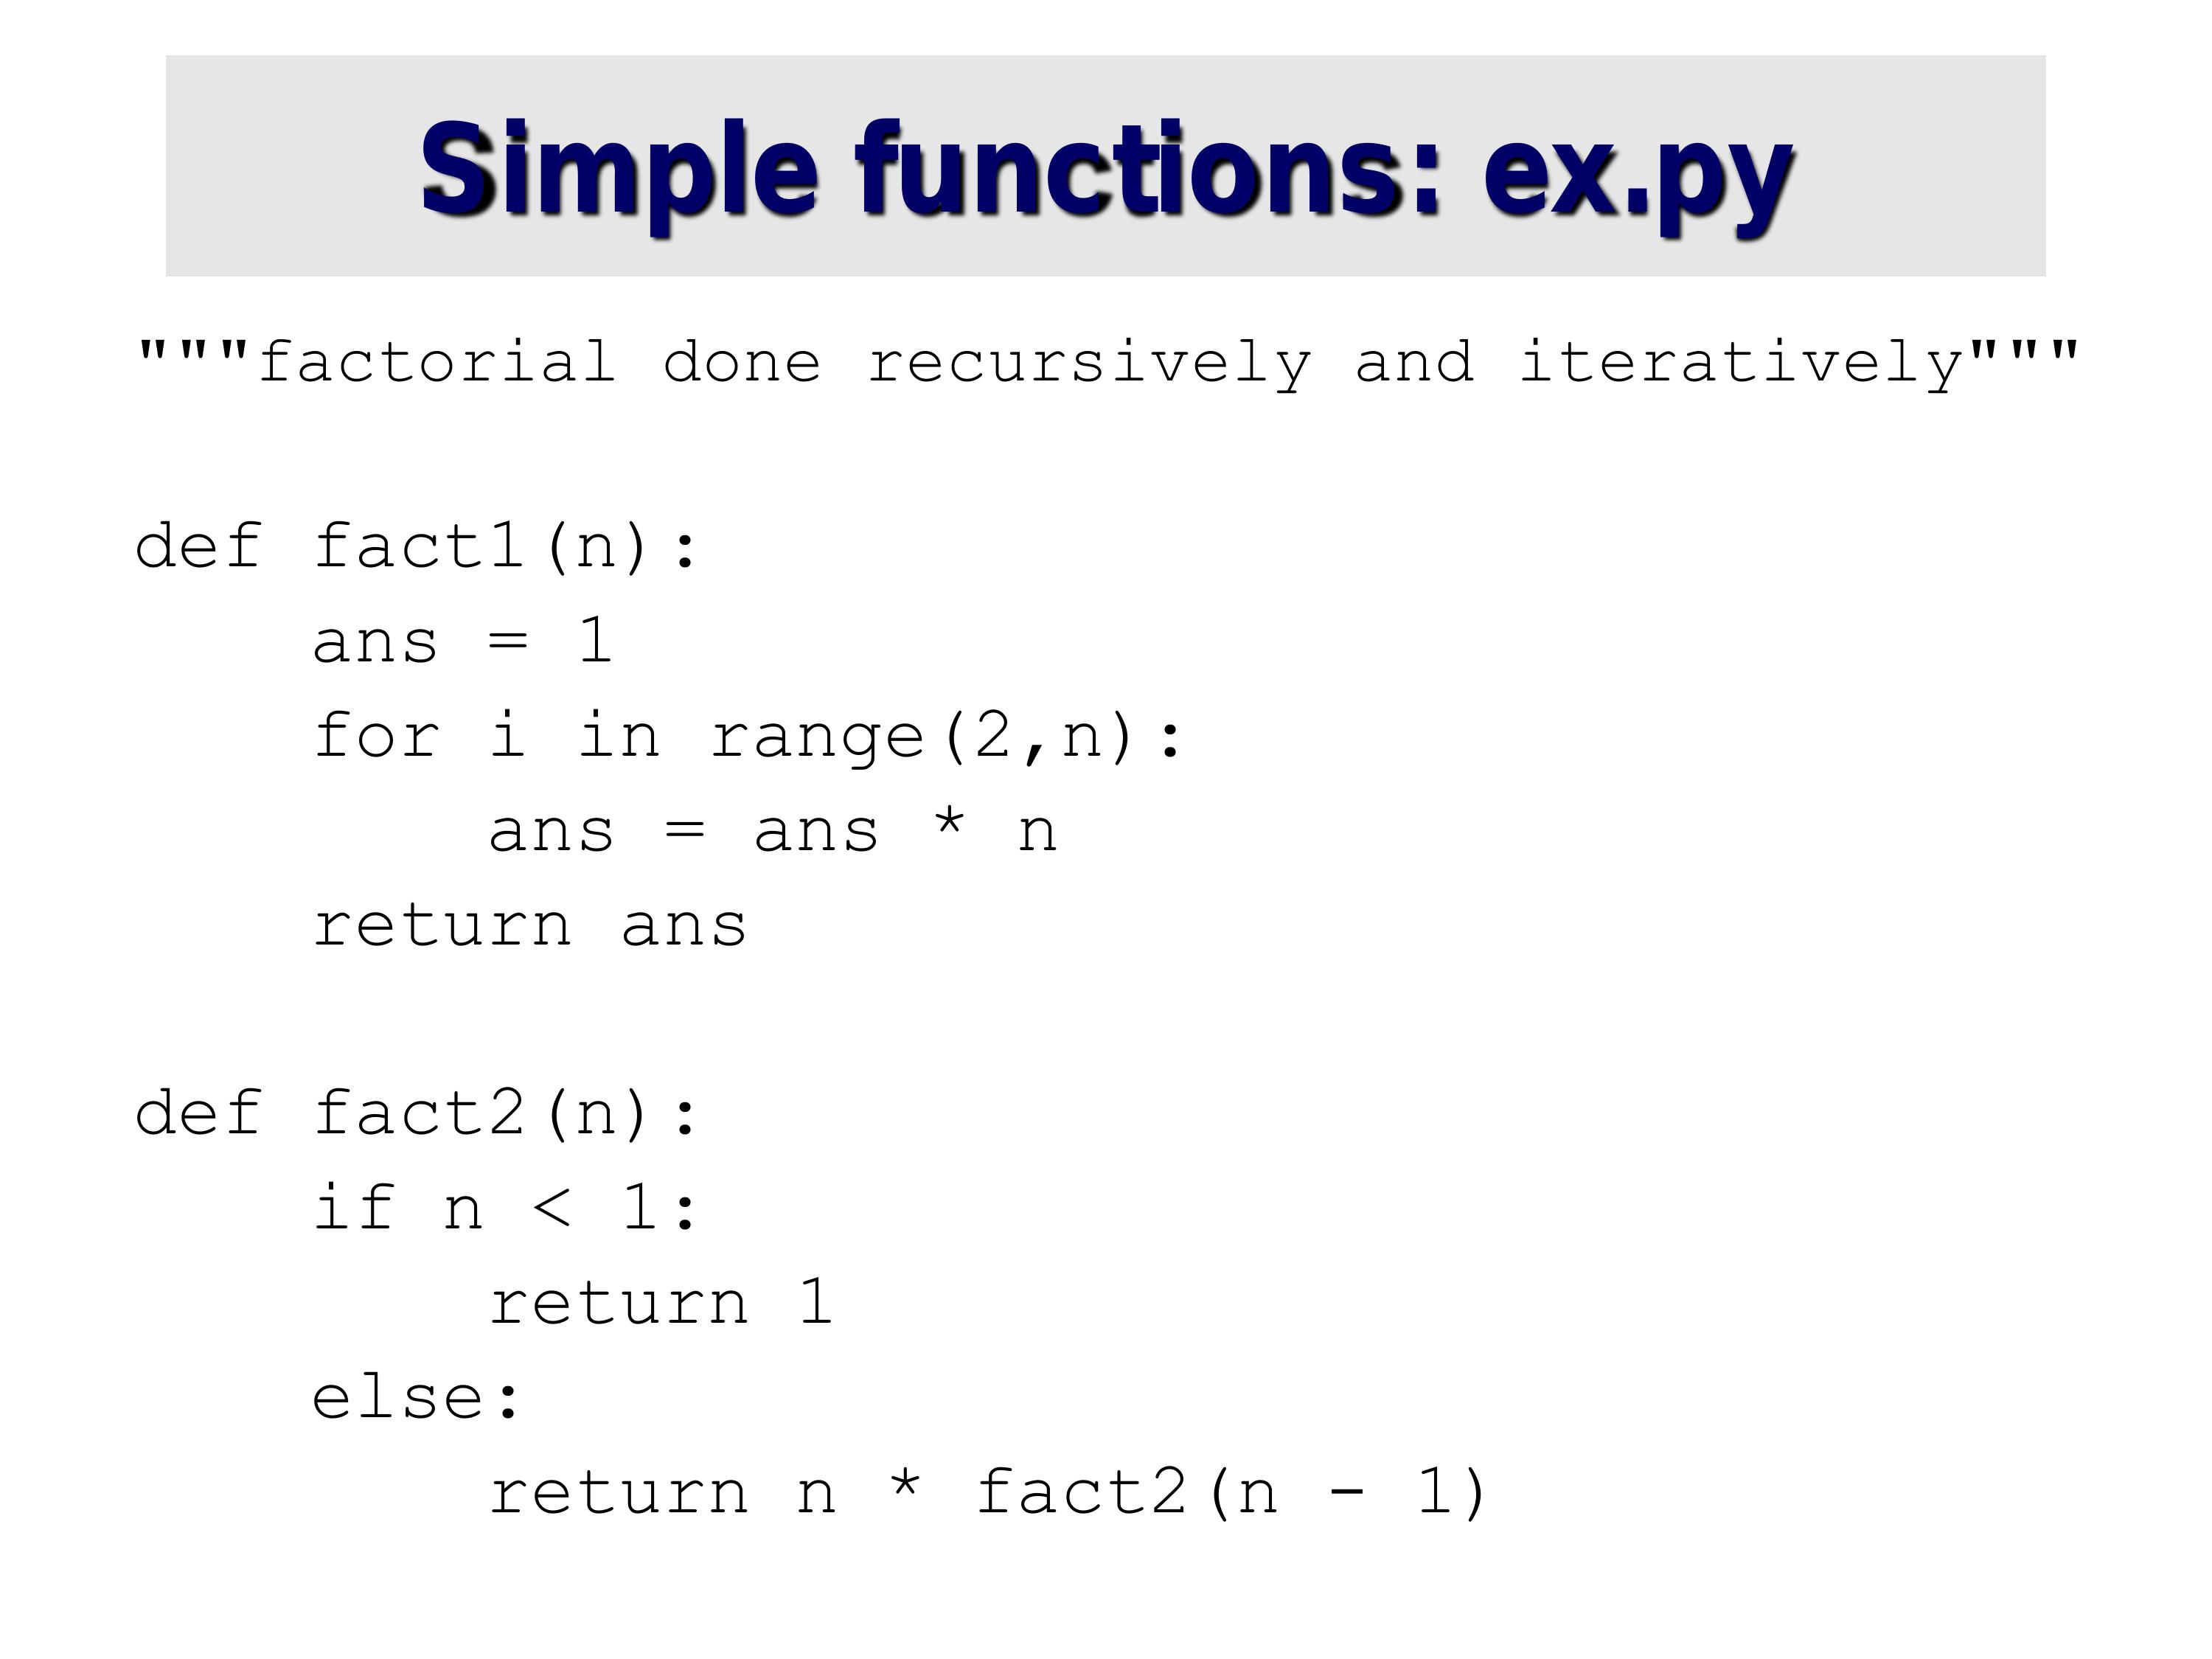 Simple functions: ex.py
"""factorial done recursively and iteratively"""
def fact1(n):
    ans = 1
    for i in range(2,n):
        ans = ans * n
    return ans
def fact2(n):
    if n < 1:
        return 1
    else:
        return n * fact2(n - 1)